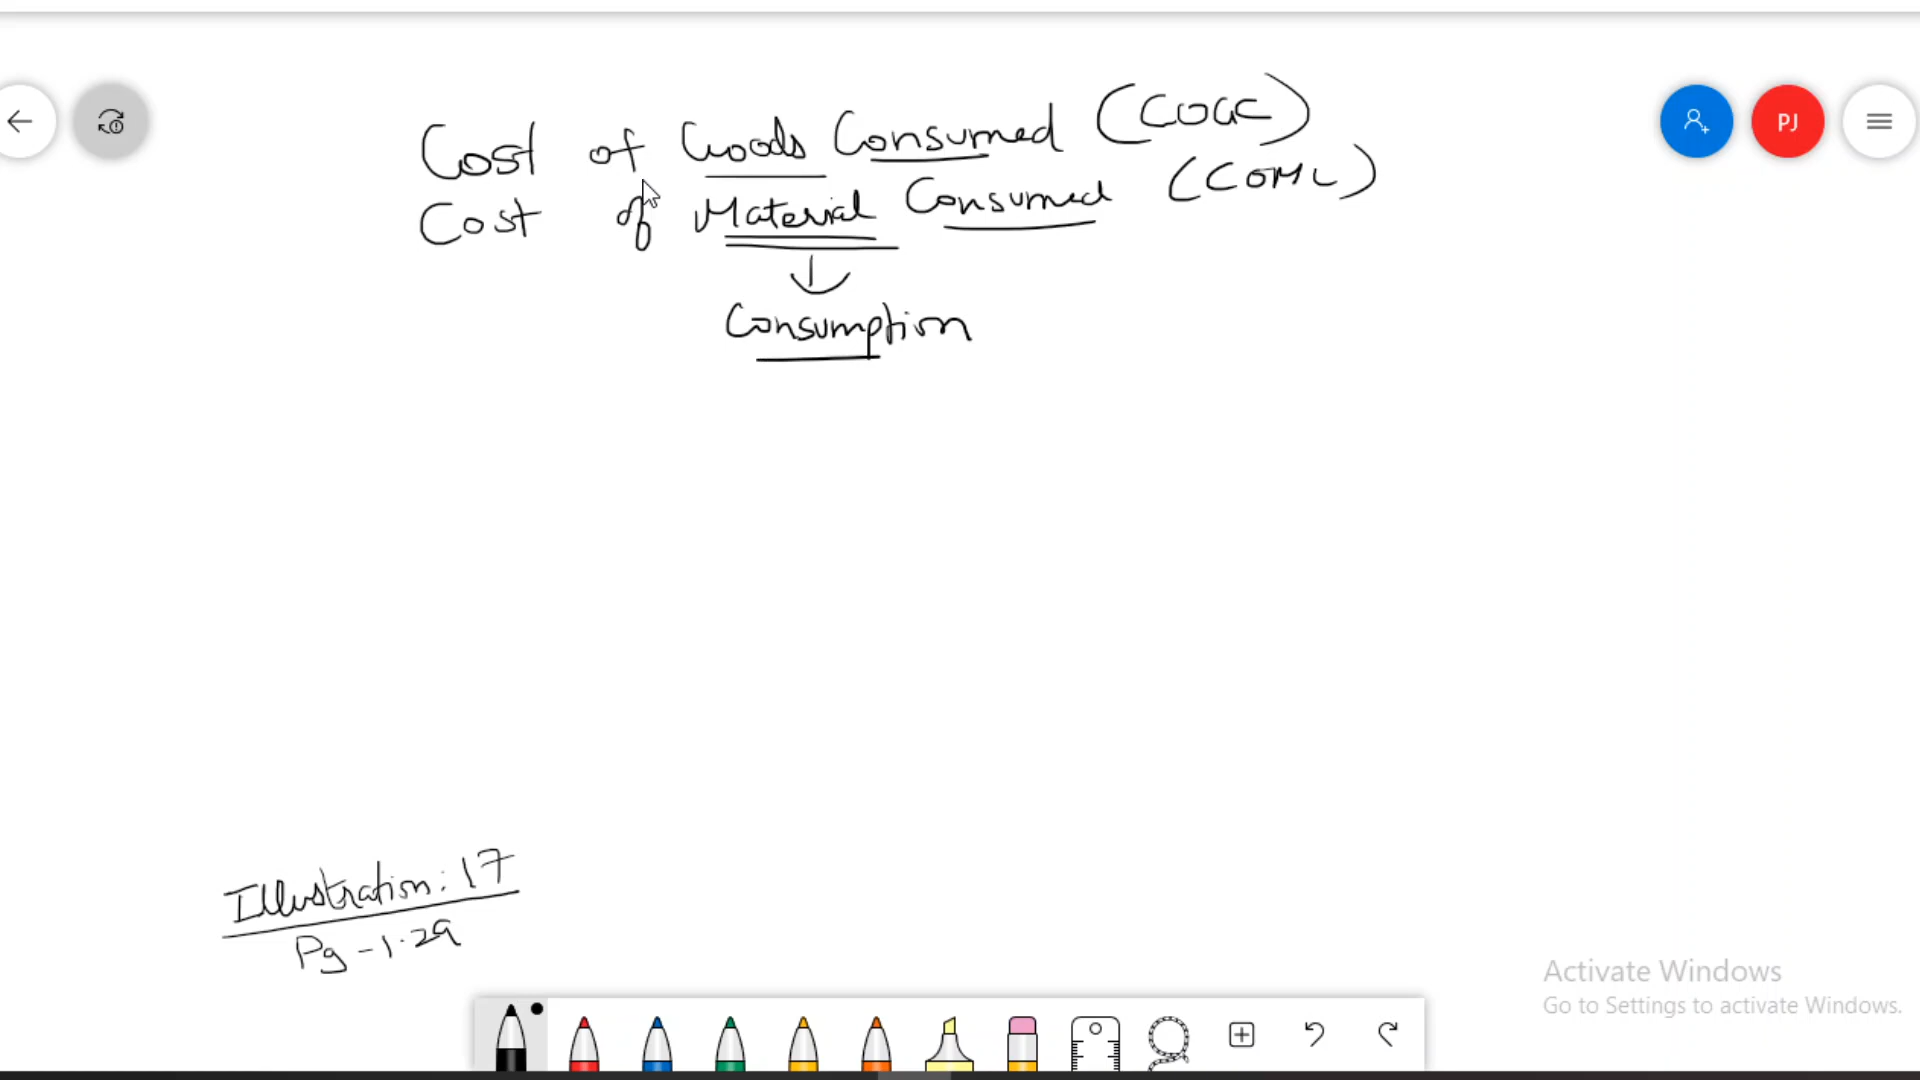 Cost of Goods Consumed (COGC)
Cost of Material Consumed (COMC)
Consumption
PJ
Illustration: 17
Pg - 1.29
Activate Windows
Go to Settings to activate Windows.